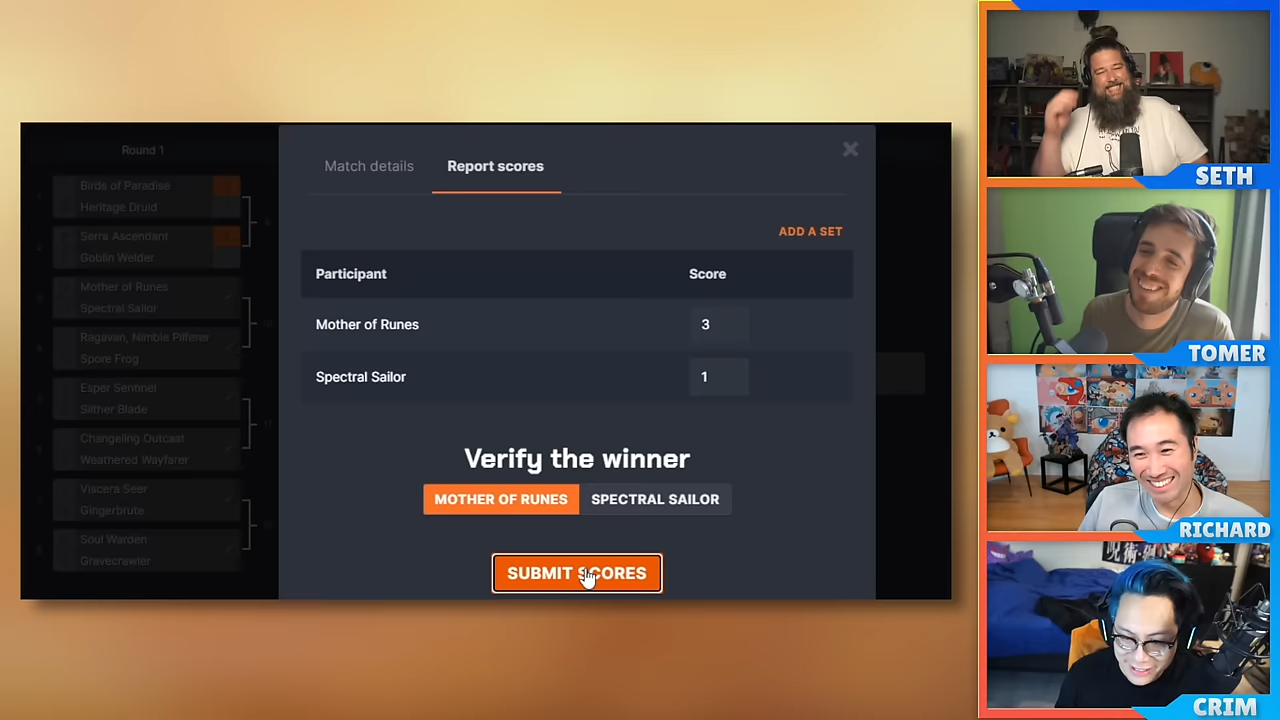 Round 1
Birds of Paradise
Heritage Druid
Serra Ascendant
Goblin Welder
Mother of Runes
Spectral Sailor
Ragavan, Nimble Pilferer
Spore Frog
Esper Sentinel
Slither Blade
Changeling Outcast
Weathered Wayfarer
Viscera Seer
Gingerbrute
Soul Warden
Gravecrawler
Match details
Report scores
ADD A SET
Participant Score
Mother of Runes 3
Spectral Sailor 1
Verify the winner
MOTHER OF RUNES SPECTRAL SAILOR
SUBMIT SCORES
SETH
TOMER
RICHARD
CRIM